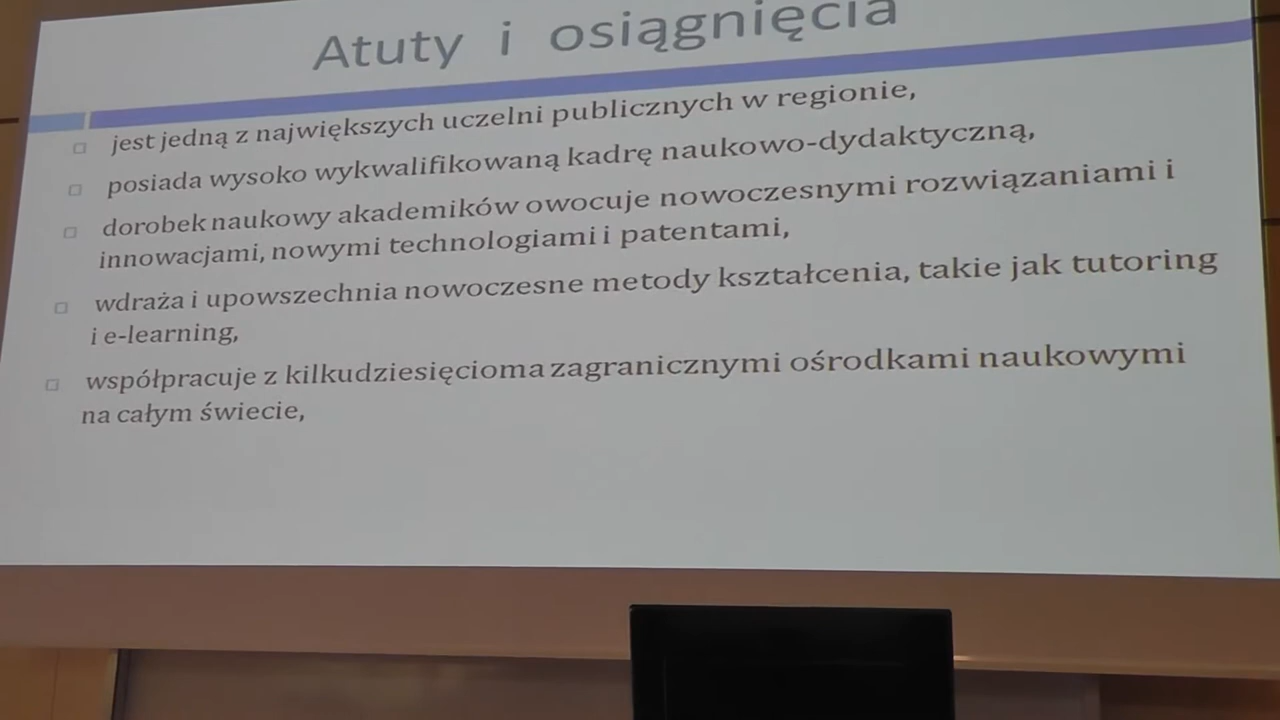 Atuty i osiągnięcia
jest jedną z największych uczelni publicznych w regionie,
posiada wysoko wykwalifikowaną kadrę naukowo-dydaktyczną,
dorobek naukowy akademików owocuje nowoczesnymi rozwiązaniami i
innowacjami, nowymi technologiami i patentami,
wdraża i upowszechnia nowoczesne metody kształcenia, takie jak tutoring
i e-learning,
współpracuje z kilkudziesięcioma zagranicznymi ośrodkami naukowymi
na całym świecie,